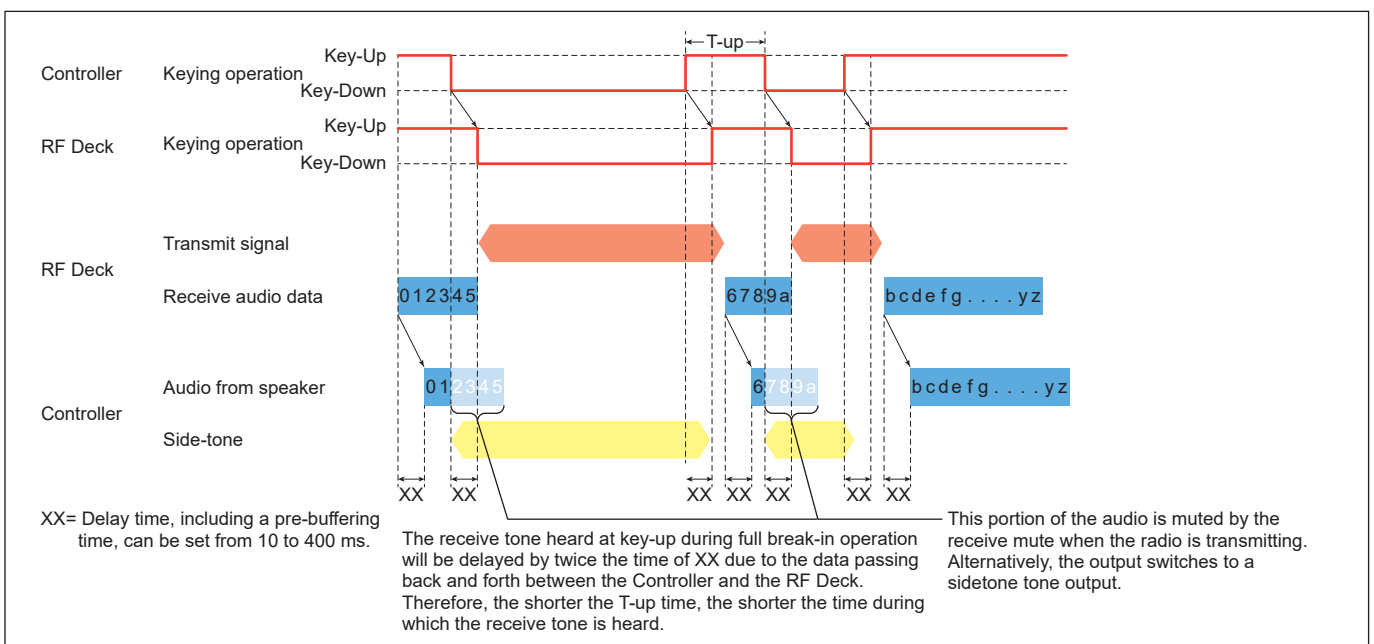 T-up
Key-Up
Controller Keying operation
Key-Down
Key-Up
RF Deck Keying operation
Key-Down
Transmit signal
RF Deck
Receive audio data 012345 6789a bcdefg....yz
Audio from speaker 012345 6789a bcdefg....yz
Controller
Side-tone
XX XX XX XX XX XX XX
XX= Delay time, including a pre-buffering
time, can be set from 10 to 400 ms.
The receive tone heard at key-up during full break-in operation
will be delayed by twice the time of XX due to the data passing
back and forth between the Controller and the RF Deck.
Therefore, the shorter the T-up time, the shorter the time during
which the receive tone is heard.
This portion of the audio is muted by the
receive mute when the radio is transmitting.
Alternatively, the output switches to a
sidetone tone output.